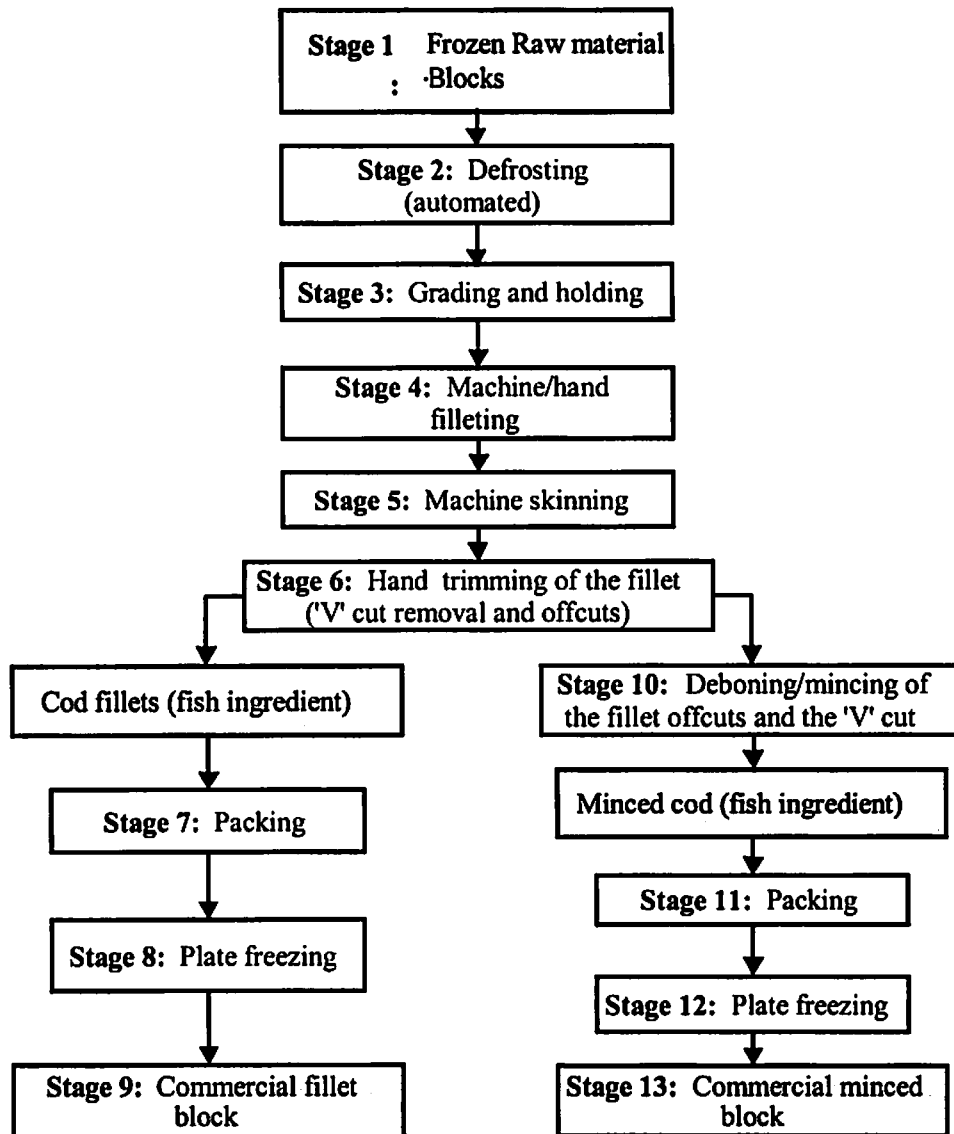 Stage 1 Frozen Raw material
: ·Blocks
Stage 2: Defrosting
(automated)
Stage 3: Grading and holding
Stage 4: Machine/hand
filleting
Stage 5: Machine skinning
Stage 6: Hand trimming of the fillet
('V' cut removal and offcuts)
Cod fillets (fish ingredient)
Stage 7: Packing
Stage 8: Plate freezing
Stage 9: Commercial fillet
block
Stage 10: Deboning/mincing of
the fillet offcuts and the 'V' cut
Minced cod (fish ingredient)
Stage 11: Packing
Stage 12: Plate freezing
Stage 13: Commercial minced
block